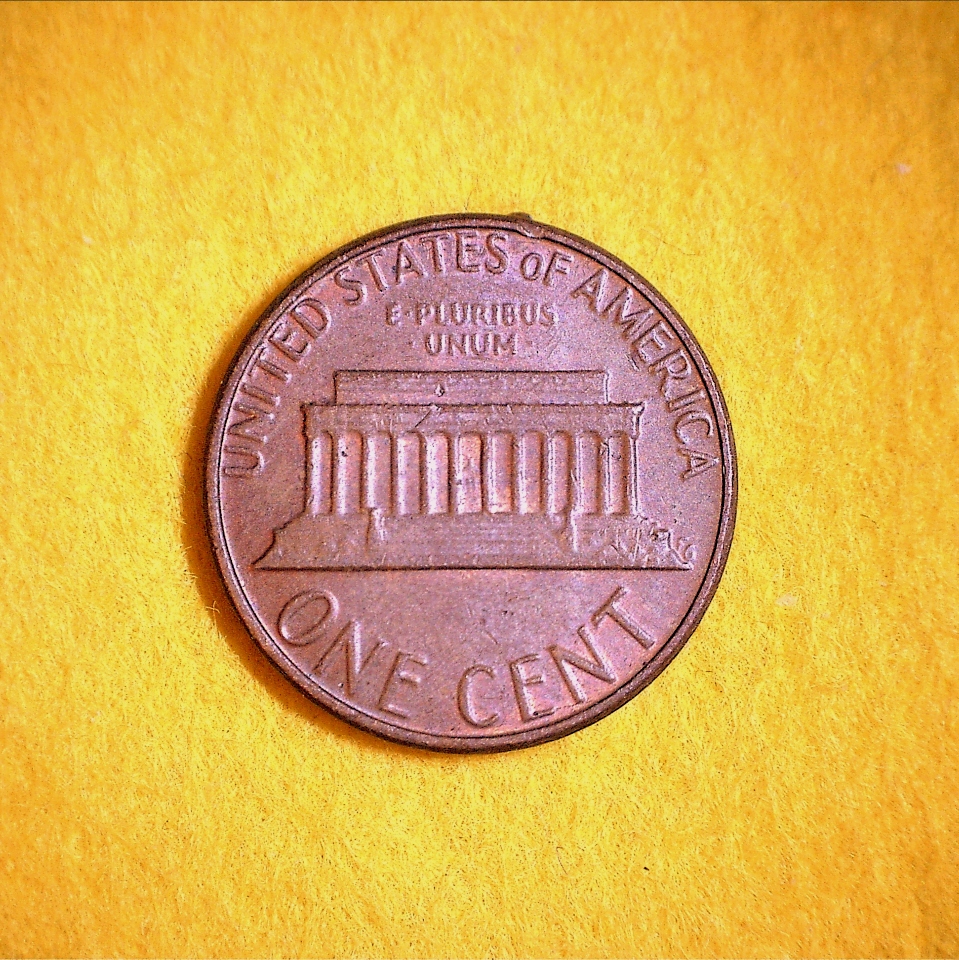 UNITED STATES OF AMERICA
E·PLURIBUS
·UNUM·
ONE CENT